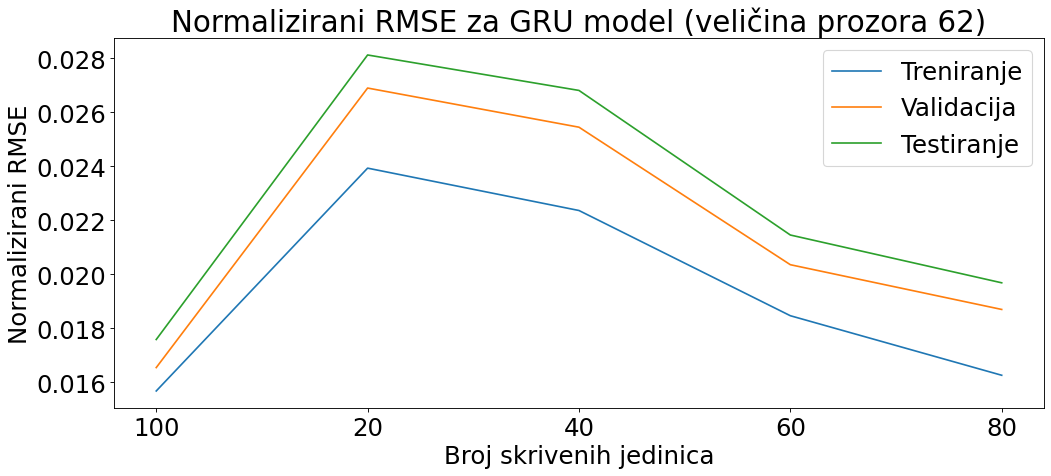 Normalizirani RMSE za GRU model (veličina prozora 62)
Treniranje
Validacija
Testiranje
Normalizirani RMSE
0.028
0.026
0.024
0.022
0.020
0.018
0.016
100 20 40 60 80
Broj skrivenih jedinica